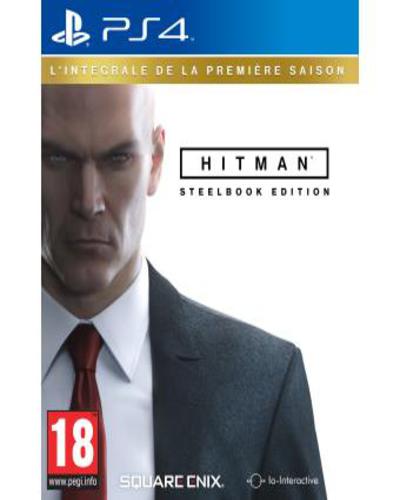 PS4
L'INTEGRALE DE LA PREMIÈRE SAISON
HITMAN
STEELBOOK EDITION
18
www.pegi.info
SQUARE ENIX
Io-Interactive